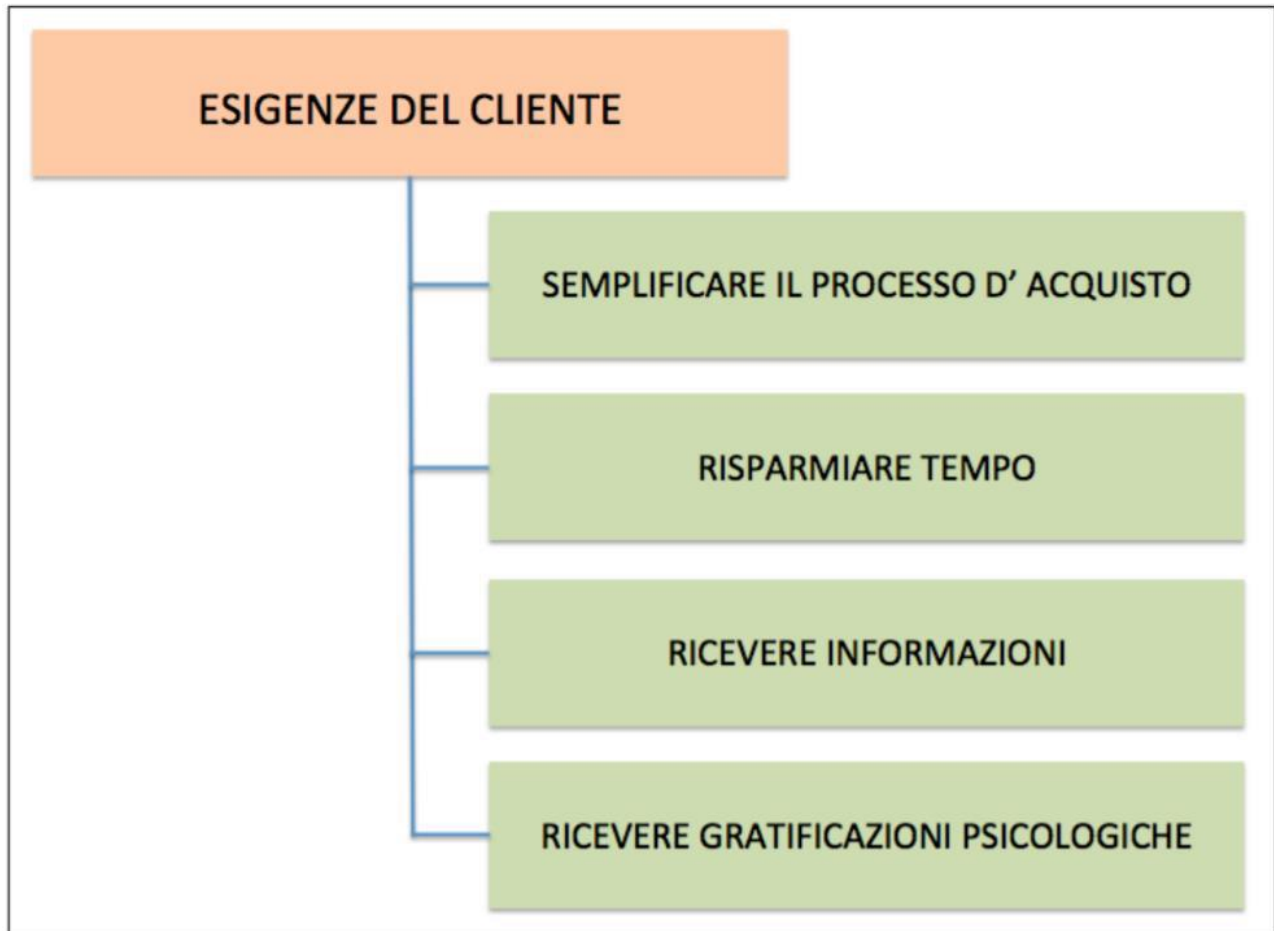 ESIGENZE DEL CLIENTE
SEMPLIFICARE IL PROCESSO D’ ACQUISTO
RISPARMIARE TEMPO
RICEVERE INFORMAZIONI
RICEVERE GRATIFICAZIONI PSICOLOGICHE